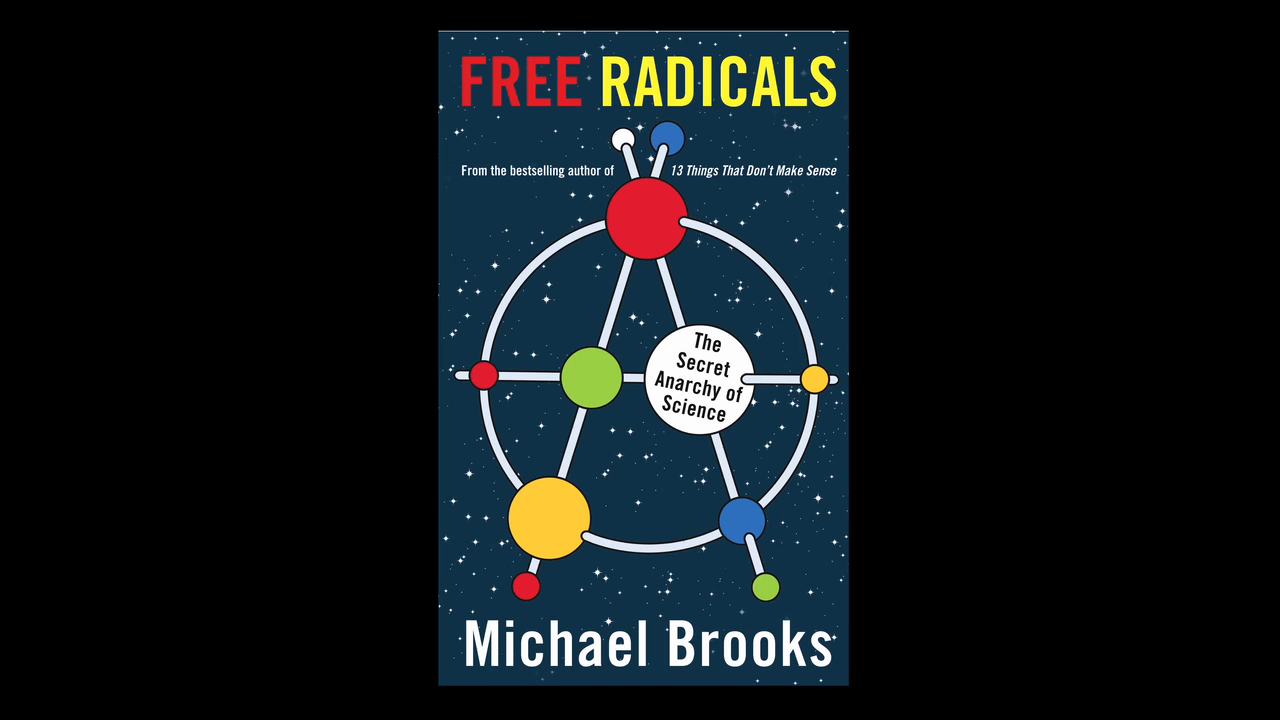 FREE RADICALS
From the bestselling author of 13 Things That Don't Make Sense
The
Secret
Anarchy of
Science
Michael Brooks